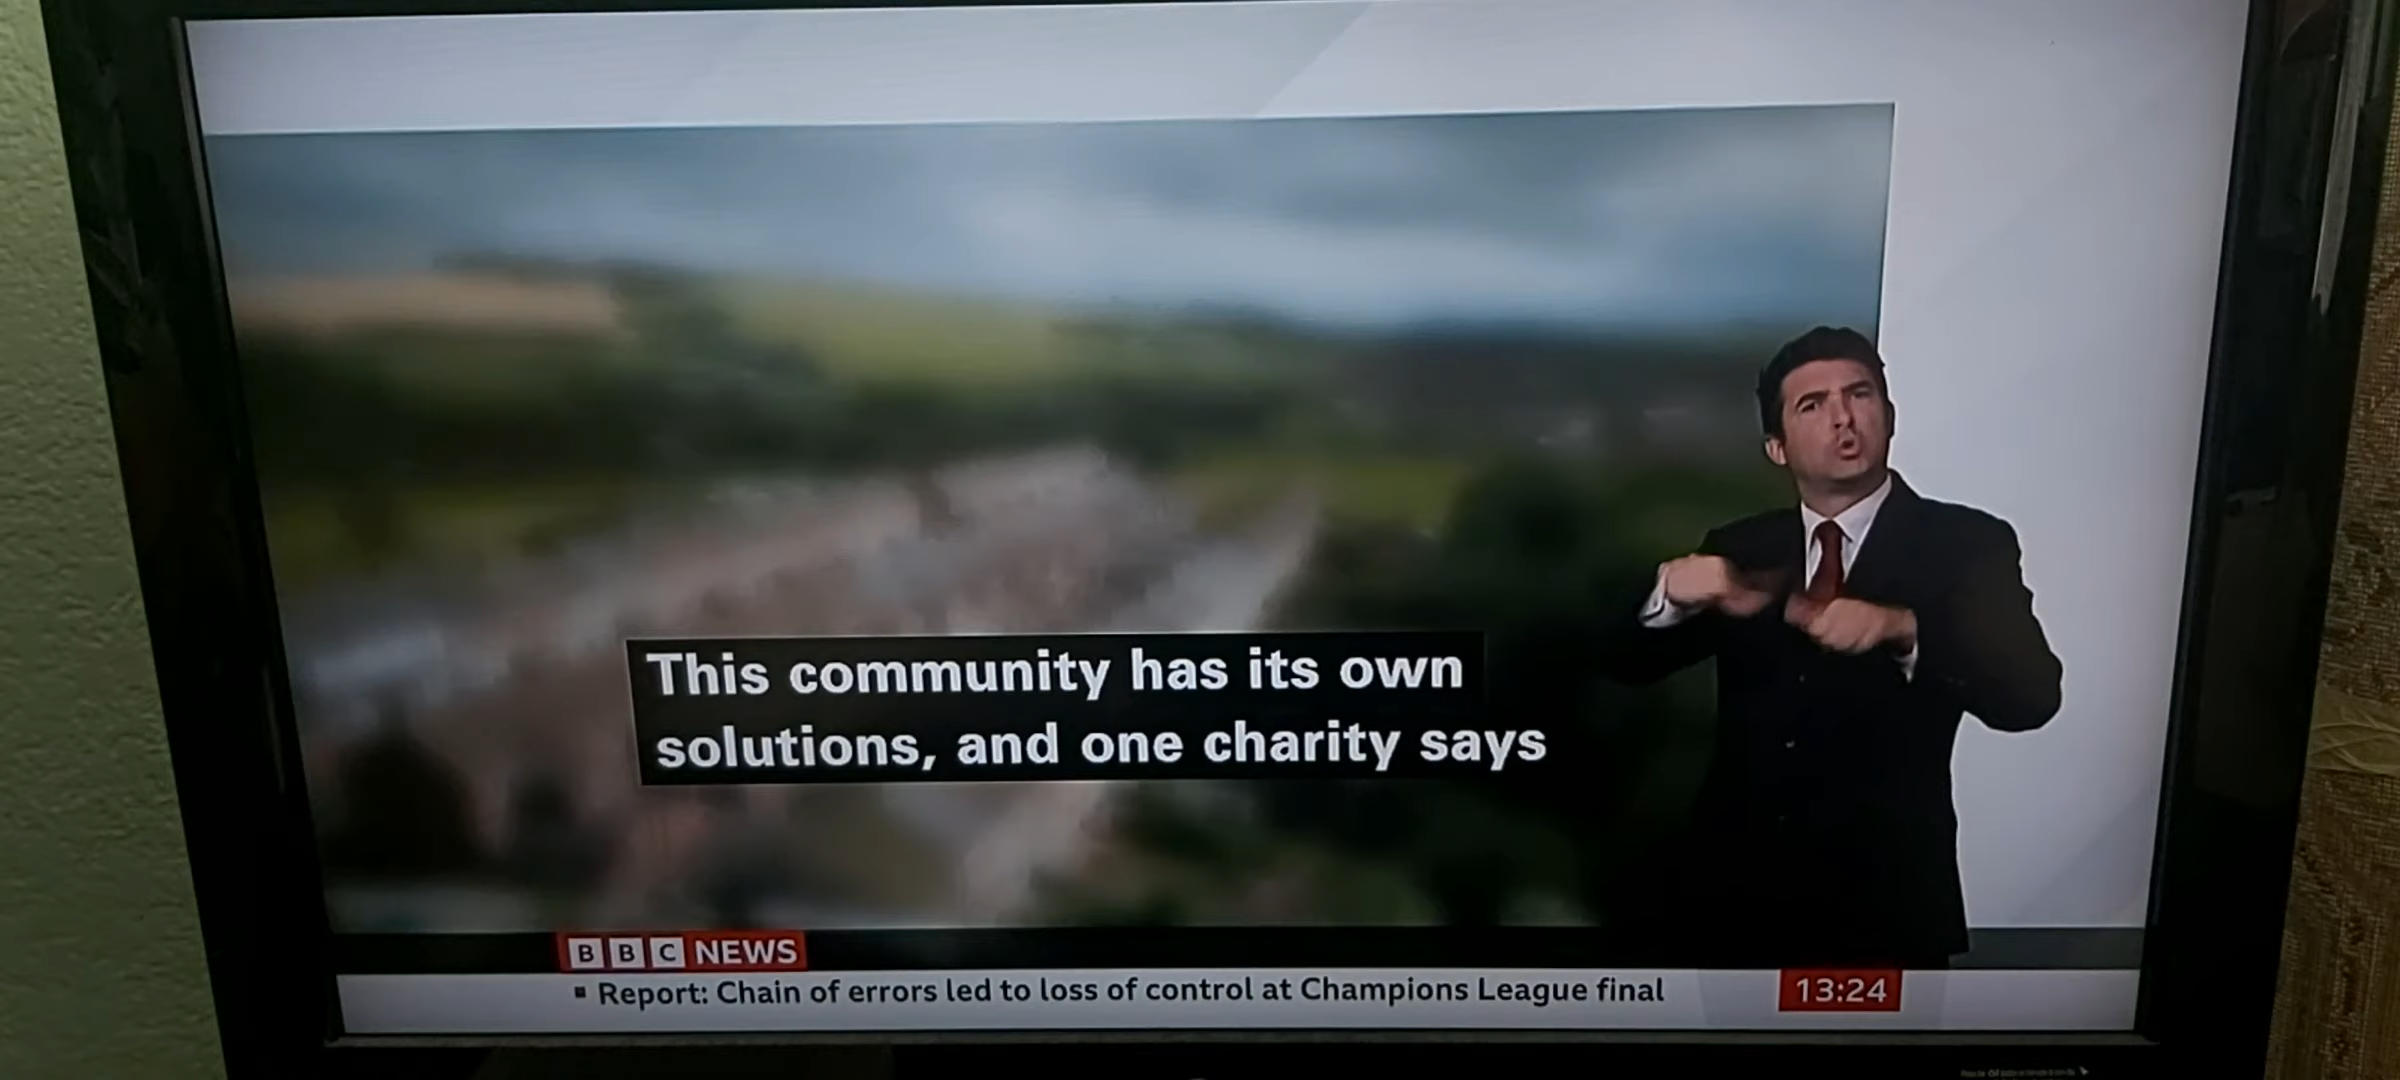 This community has its own
solutions, and one charity says
BBC NEWS
Report: Chain of errors led to loss of control at Champions League final
13:24